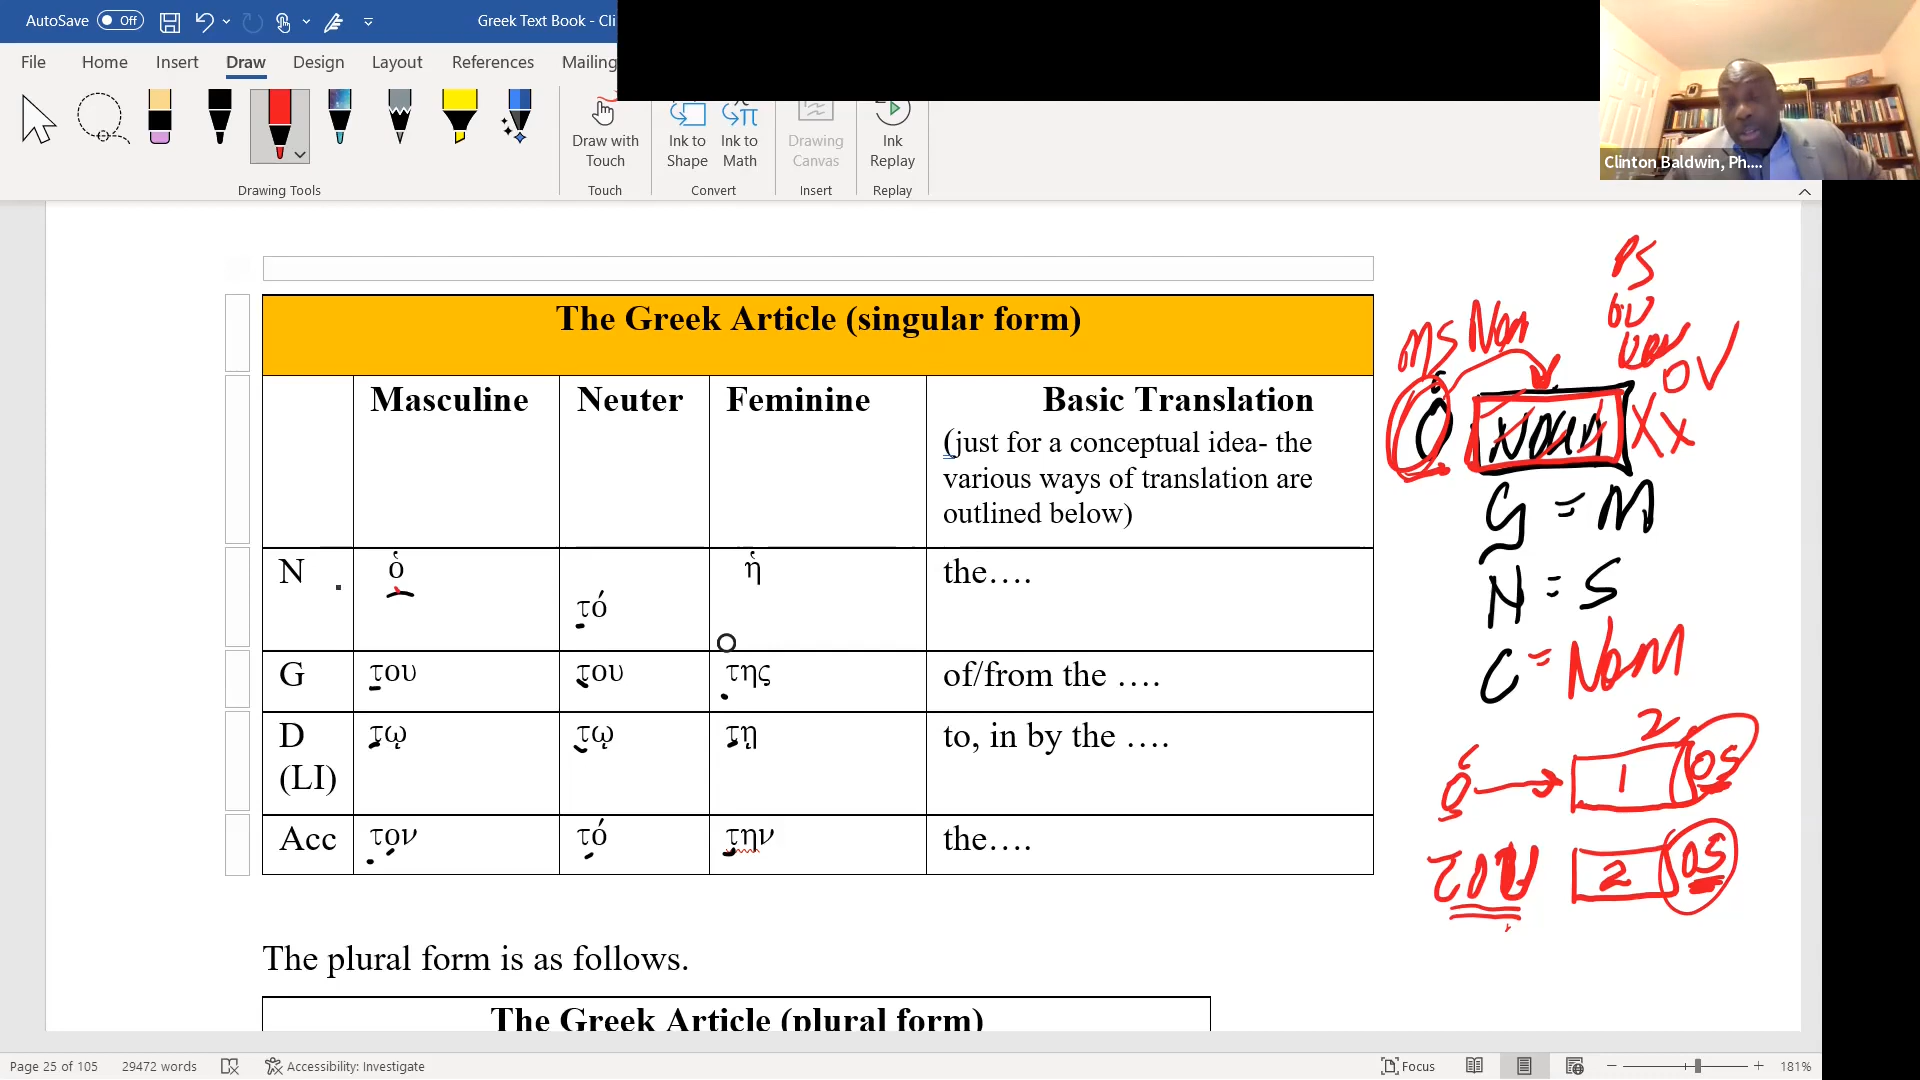 AutoSave Off Greek Text Book - Cli
File Home Insert Draw Design Layout References Mailing
Draw with Touch
Ink to Shape
Ink to Math
Drawing Canvas
Ink Replay
Drawing Tools Touch Convert Insert Replay
Clinton Baldwin, Ph....
The Greek Article (singular form)
Masculine Neuter Feminine Basic Translation
(just for a conceptual idea- the
various ways of translation are
outlined below)
N ὁ τό ἡ the….
G του του της of/from the ….
D (LI) τῳ τῳ τῃ to, in by the ….
Acc τον τό την the….
The plural form is as follows.
The Greek Article (plural form)
MS Nom
ὁ Noun
G = M
N = S
C = Nom
2
ὁ 1 OS
τoυ 2 OS
Page 25 of 105 29472 words Accessibility: Investigate Focus 181%